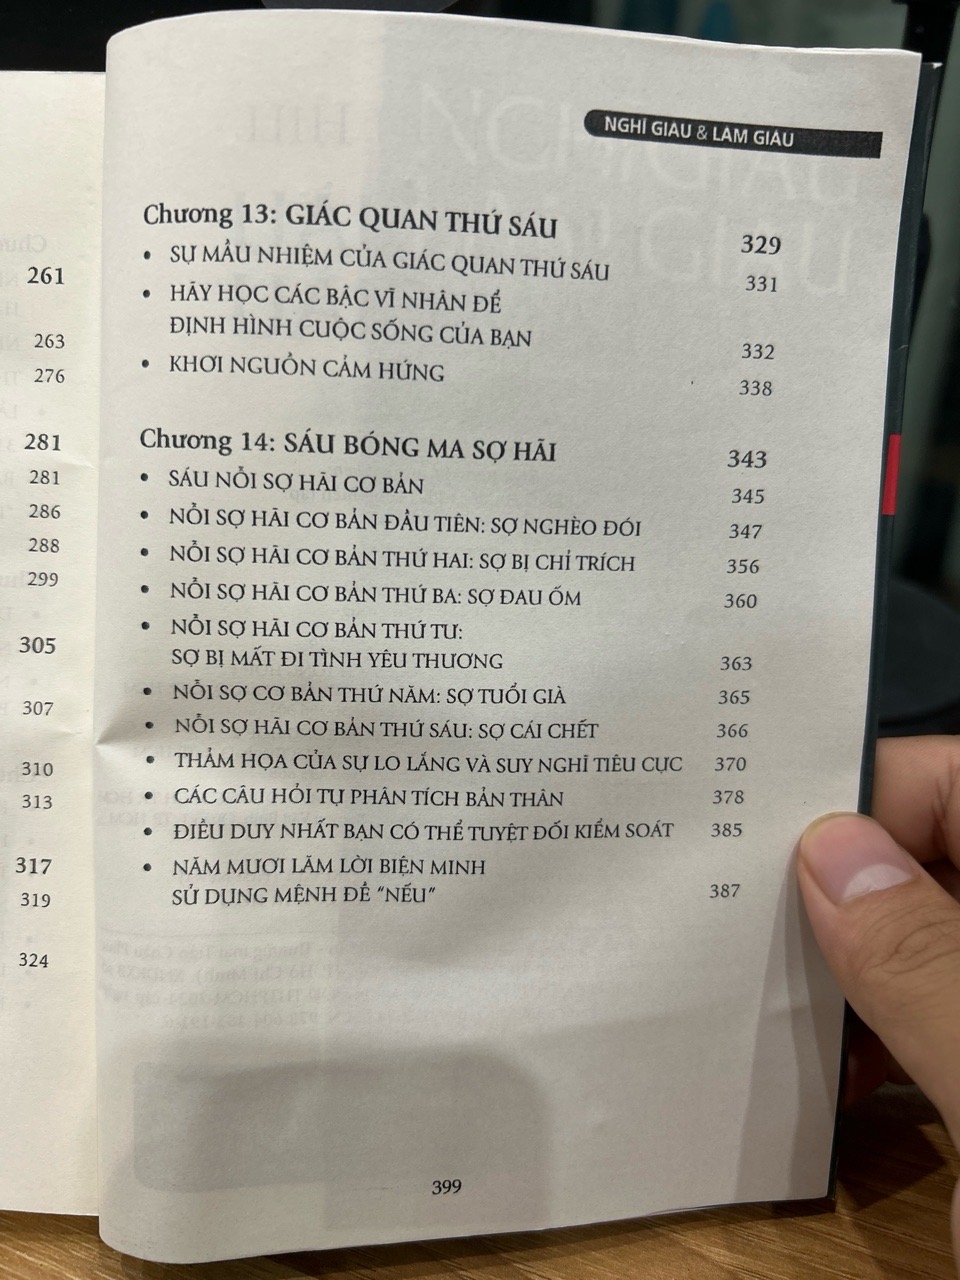 261
263
276
281
281
286
288
299
305
307
310
313
317
319
324
NGHĨ GIÀU & LÀM GIÀU
Chương 13: GIÁC QUAN THỨ SÁU 329
• SỰ MẦU NHIỆM CỦA GIÁC QUAN THỨ SÁU 331
• HÃY HỌC CÁC BẬC VĨ NHÂN ĐỂ
ĐỊNH HÌNH CUỘC SỐNG CỦA BẠN 332
• KHƠI NGUỒN CẢM HỨNG 338
Chương 14: SÁU BÓNG MA SỢ HÃI 343
• SÁU NỖI SỢ HÃI CƠ BẢN 345
• NỖI SỢ HÃI CƠ BẢN ĐẦU TIÊN: SỢ NGHÈO ĐÓI 347
• NỖI SỢ HÃI CƠ BẢN THỨ HAI: SỢ BỊ CHỈ TRÍCH 356
• NỖI SỢ HÃI CƠ BẢN THỨ BA: SỢ ĐAU ỐM 360
• NỖI SỢ HÃI CƠ BẢN THỨ TƯ:
SỢ BỊ MẤT ĐI TÌNH YÊU THƯƠNG 363
• NỖI SỢ CƠ BẢN THỨ NĂM: SỢ TUỔI GIÀ 365
• NỖI SỢ HÃI CƠ BẢN THỨ SÁU: SỢ CÁI CHẾT 366
• THẢM HỌA CỦA SỰ LO LẮNG VÀ SUY NGHĨ TIÊU CỰC 370
• CÁC CÂU HỎI TỰ PHÂN TÍCH BẢN THÂN 378
• ĐIỀU DUY NHẤT BẠN CÓ THỂ TUYỆT ĐỐI KIỂM SOÁT 385
• NĂM MƯƠI LĂM LỜI BIỆN MINH
SỬ DỤNG MỆNH ĐỀ “NẾU” 387
399